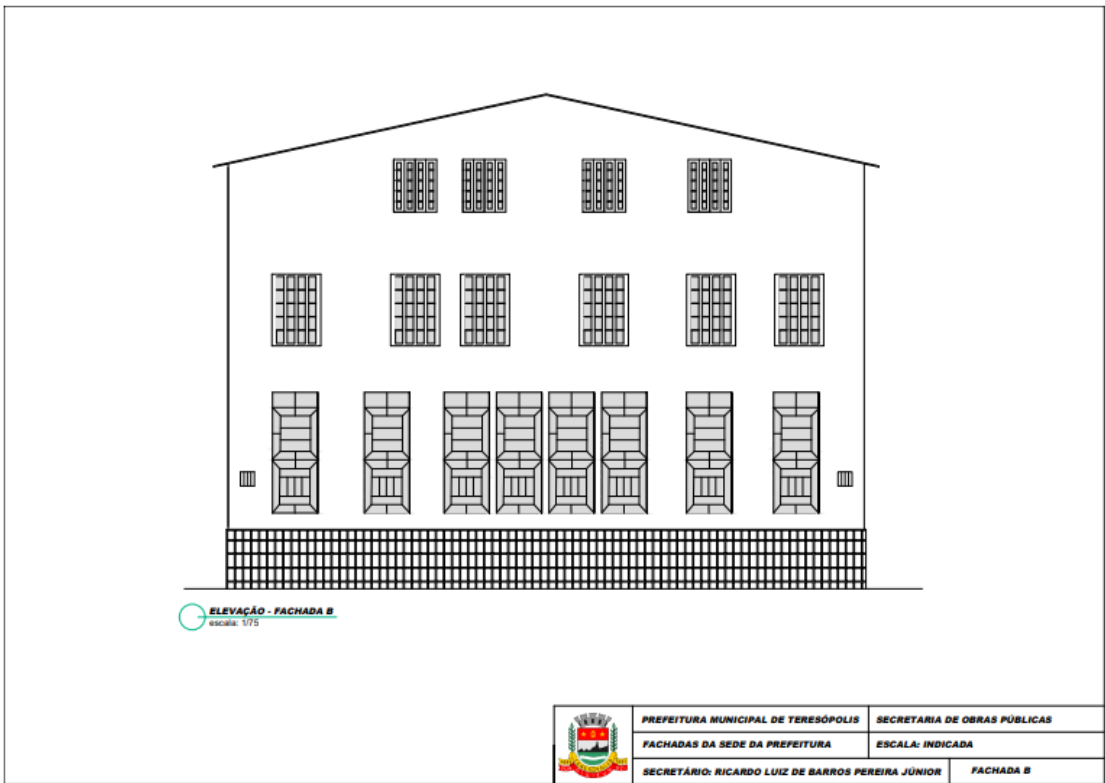 ELEVAÇÃO - FACHADA B
escala: 1/75
PREFEITURA MUNICIPAL DE TERESÓPOLIS
SECRETARIA DE OBRAS PÚBLICAS
FACHADAS DA SEDE DA PREFEITURA
ESCALA: INDICADA
SECRETÁRIO: RICARDO LUIZ DE BARROS PEREIRA JÚNIOR
FACHADA B